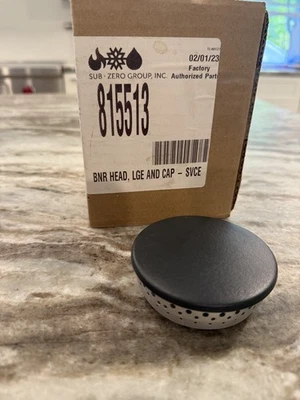 02/01/23
SUB-ZERO GROUP, INC.
Factory
Authorized Part
815513
BNR HEAD, LGE AND CAP - SVCE